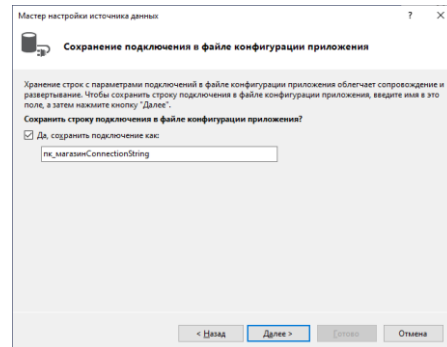 Мастер настройки источника данных
? ×
Сохранение подключения в файле конфигурации приложения
Хранение строк с параметрами подключений в файле конфигурации приложения облегчает сопровождение и
развертывание. Чтобы сохранить строку подключения в файле конфигурации приложения, введите имя в это
поле, а затем нажмите кнопку "Далее".
Сохранить строку подключения в файле конфигурации приложения?
Да, сохранить подключение как:
пк_магазинConnectionString
< Назад Далее > Готово Отмена